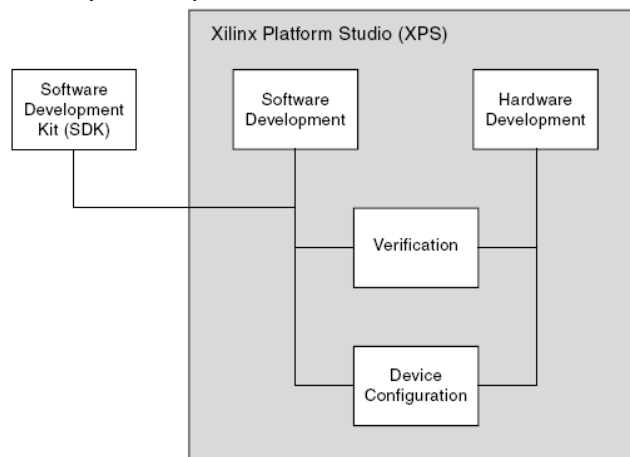 Xilinx Platform Studio (XPS)
Software
Development
Kit (SDK)
Software
Development
Hardware
Development
Verification
Device
Configuration